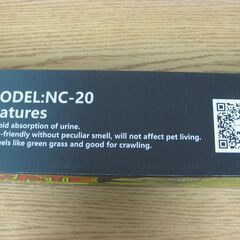 ODEL:NC-20
atures
pid absorption of urine.
-friendly without peculiar smell, will not affect pet living.
eels like green grass and good for crawling.